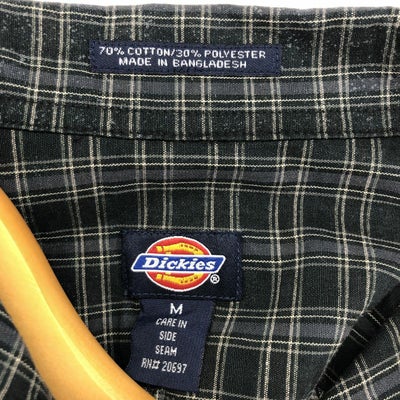 70% COTTON/30% POLYESTER
MADE IN BANGLADESH
Dickies
®
M
CARE IN
SIDE
SEAM
RN# 20697